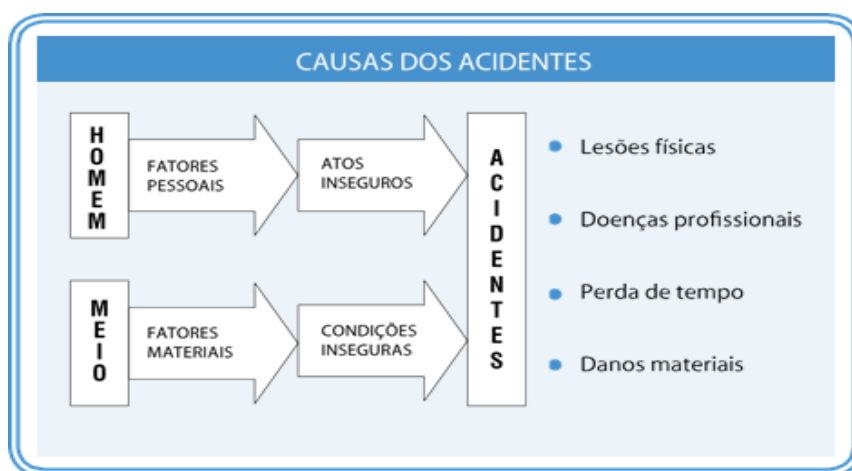 CAUSAS DOS ACIDENTES
HOMEM
FATORES
PESSOAIS
ATOS
INSEGUROS
MEIO
FATORES
MATERIAIS
CONDIÇÕES
INSEGURAS
ACIDENTES
Lesões físicas
Doenças profissionais
Perda de tempo
Danos materiais